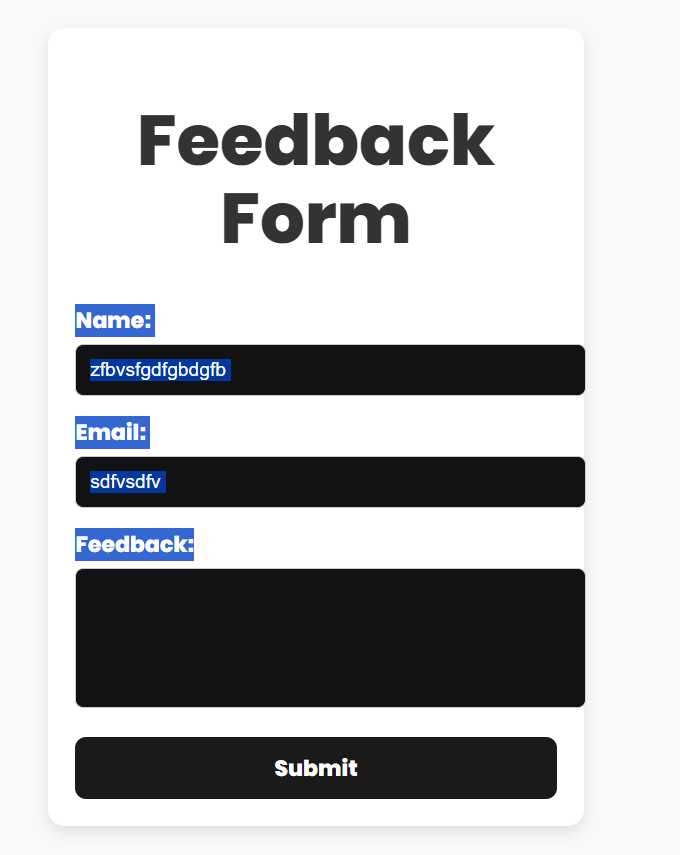 Feedback
Form
Name:
zfbvsfgdfgbdgfb
Email:
sdfvsdfv
Feedback:
Submit